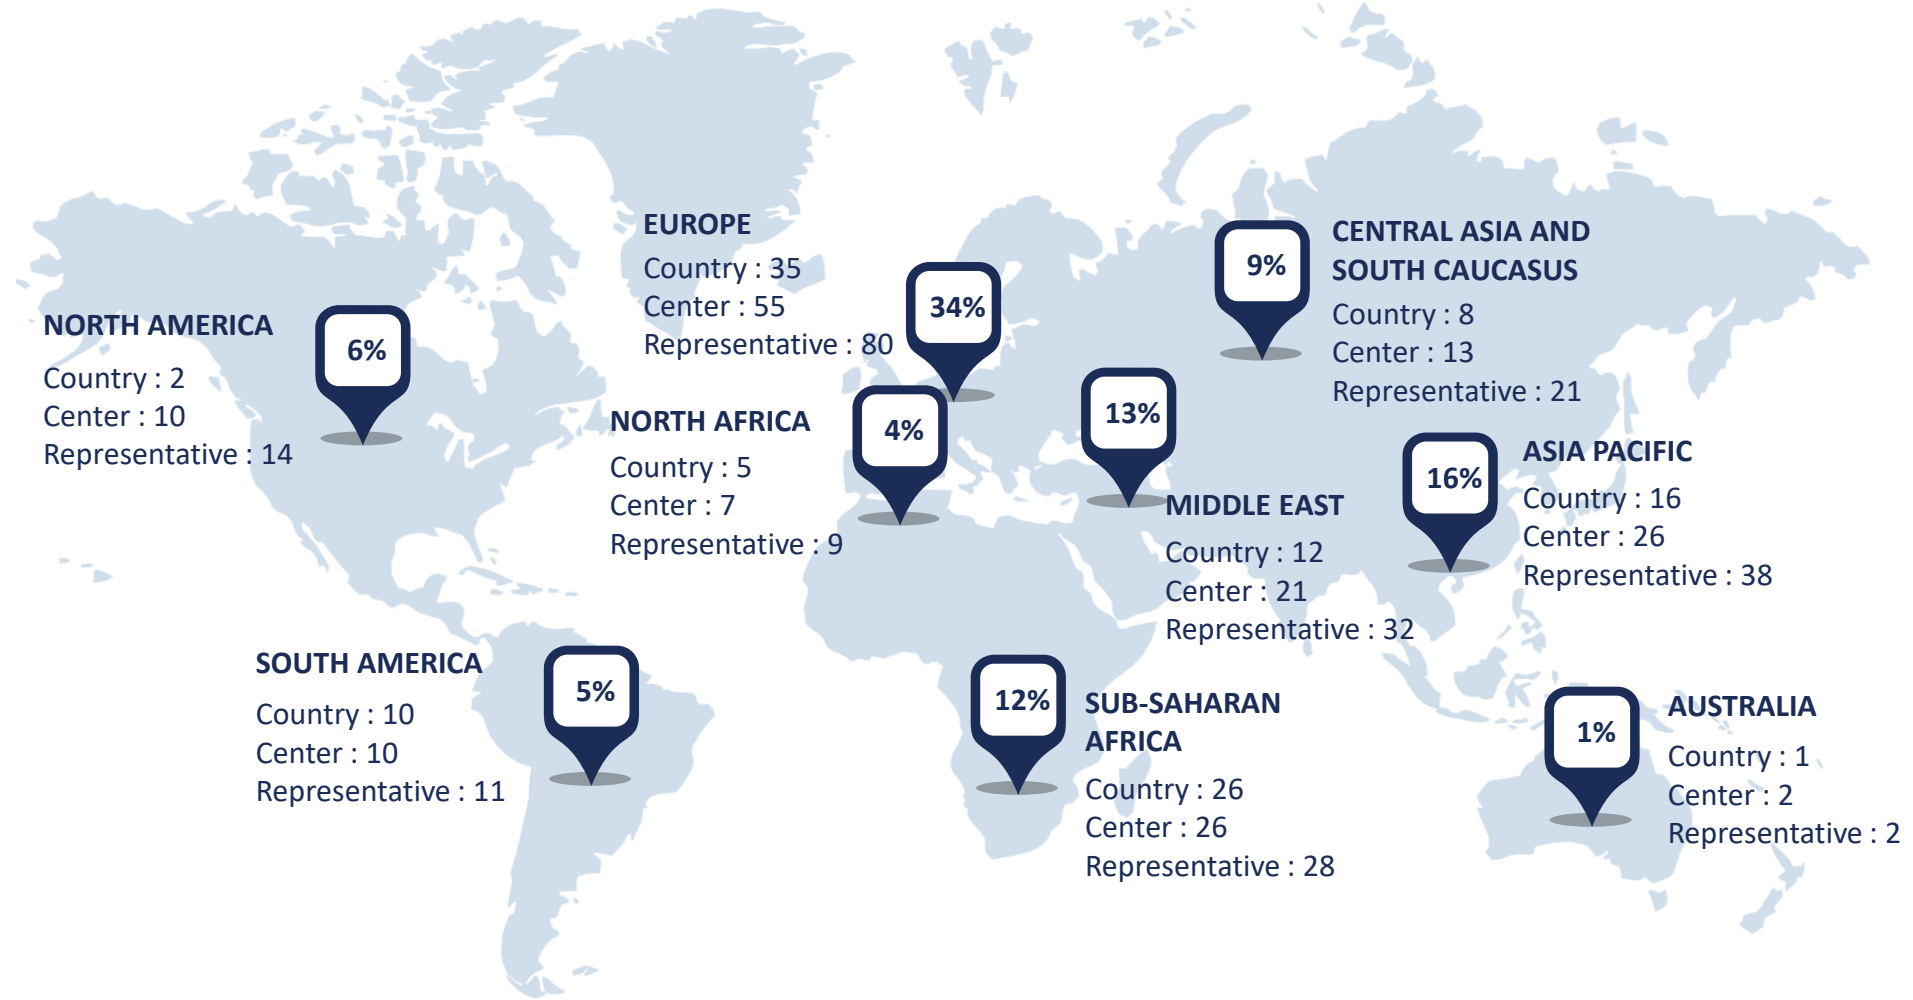 EUROPE
Country : 35
Center : 55
Representative : 80
34%
CENTRAL ASIA AND
SOUTH CAUCASUS
Country : 8
Center : 13
Representative : 21
9%
NORTH AMERICA
Country : 2
Center : 10
Representative : 14
6%
NORTH AFRICA
Country : 5
Center : 7
Representative : 9
4%
13%
MIDDLE EAST
Country : 12
Center : 21
Representative : 32
16%
ASIA PACIFIC
Country : 16
Center : 26
Representative : 38
SOUTH AMERICA
Country : 10
Center : 10
Representative : 11
5%
12%
SUB-SAHARAN
AFRICA
Country : 26
Center : 26
Representative : 28
1%
AUSTRALIA
Country : 1
Center : 2
Representative : 2